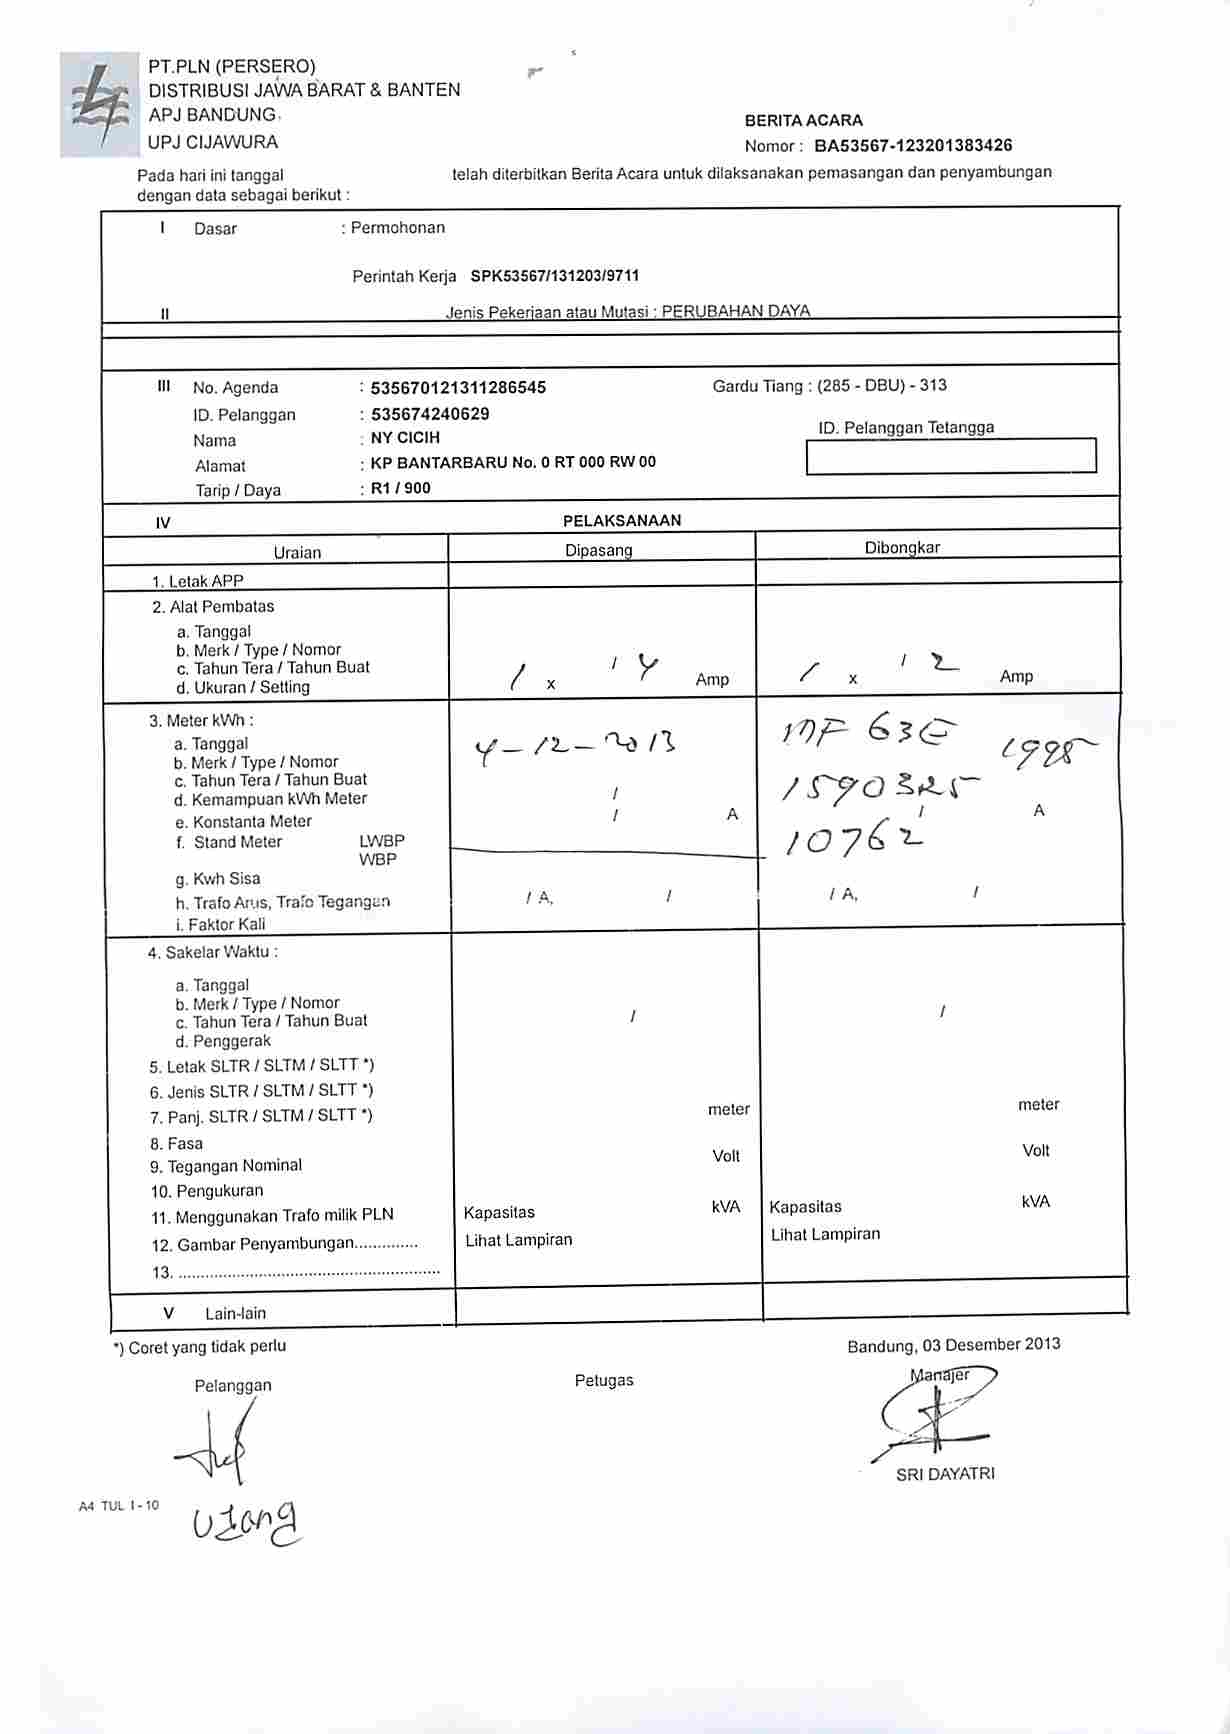 PT.PLN (PERSERO)
DISTRIBUSI JAWA BARAT & BANTEN
APJ BANDUNG
UPJ CIJAWURA
BERITA ACARA
Nomor : BA53567-123201383426
Pada hari ini tanggal telah diterbitkan Berita Acara untuk dilaksanakan pemasangan dan penyambungan
dengan data sebagai berikut :
I Dasar : Permohonan
Perintah Kerja SPK53567/131203/9711
II Jenis Pekerjaan atau Mutasi : PERUBAHAN DAYA
III No. Agenda : 535670121311286545 Gardu Tiang : (285 - DBU) - 313
ID. Pelanggan : 535674240629 ID. Pelanggan Tetangga
Nama : NY CICIH
Alamat : KP BANTARBARU No. 0 RT 000 RW 00
Tarip / Daya : R1 / 900
IV PELAKSANAAN
Uraian Dipasang Dibongkar
1. Letak APP
2. Alat Pembatas
a. Tanggal
b. Merk / Type / Nomor
c. Tahun Tera / Tahun Buat / /
d. Ukuran / Setting 1 x 4 Amp 1 x 2 Amp
3. Meter kWh :
a. Tanggal 4-12-2013 MF 63E 1995
b. Merk / Type / Nomor
c. Tahun Tera / Tahun Buat / 1590325
d. Kemampuan kWh Meter / A / A
e. Konstanta Meter
f. Stand Meter LWBP 10762
WBP
g. Kwh Sisa
h. Trafo Arus, Trafo Tegangan / A, / / A, /
i. Faktor Kali
4. Sakelar Waktu :
a. Tanggal
b. Merk / Type / Nomor
c. Tahun Tera / Tahun Buat / /
d. Penggerak
5. Letak SLTR / SLTM / SLTT *)
6. Jenis SLTR / SLTM / SLTT *)
7. Panj. SLTR / SLTM / SLTT *) meter meter
8. Fasa
9. Tegangan Nominal Volt Volt
10. Pengukuran
11. Menggunakan Trafo milik PLN Kapasitas kVA Kapasitas kVA
12. Gambar Penyambungan.............. Lihat Lampiran Lihat Lampiran
13. ..........................................................
V Lain-lain
*) Coret yang tidak perlu Bandung, 03 Desember 2013
Pelanggan Petugas Manajer
SRI DAYATRI
A4 TUL I - 10